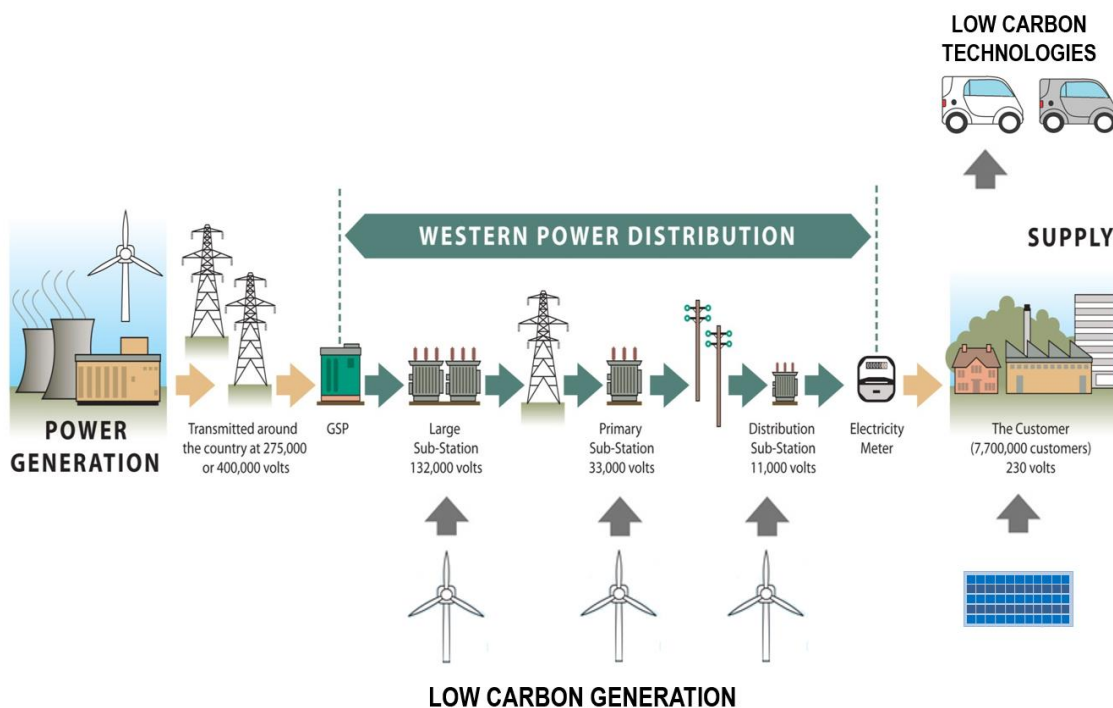 LOW CARBON
TECHNOLOGIES
WESTERN POWER DISTRIBUTION
SUPPLY
POWER
GENERATION
Transmitted around
the country at 275,000
or 400,000 volts
GSP
Large
Sub-Station
132,000 volts
Primary
Sub-Station
33,000 volts
Distribution
Sub-Station
11,000 volts
Electricity
Meter
The Customer
(7,700,000 customers)
230 volts
LOW CARBON GENERATION